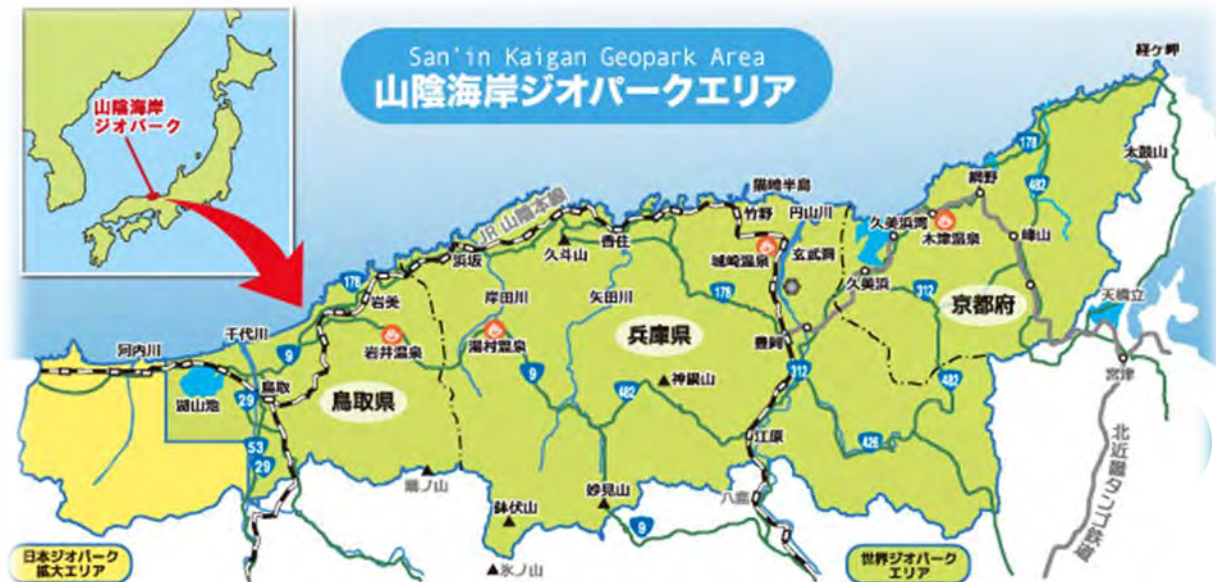 San'in Kaigan Geopark Area
山陰海岸ジオパークエリア
山陰海岸
ジオパーク
経ヶ岬
178
太鼓山
482
網野
猫崎半島
竹野
円山川
久美浜湾
木津温泉
峰山
JR 山陰本線
香住
久斗山
浜坂
城崎温泉
玄武洞
久美浜
312
178
岩美
岸田川
矢田川
178
兵庫県
京都府
天橋立
千代川
河内川
9
岩井温泉
湯村温泉
豊岡
宮津
9
312
482
鳥取
湖山池
29
鳥取県
482
神鍋山
江原
426
53
29
扇ノ山
鉢伏山
妙見山
八鹿
9
氷ノ山
北近畿タンゴ鉄道
日本ジオパーク
拡大エリア
世界ジオパーク
エリア